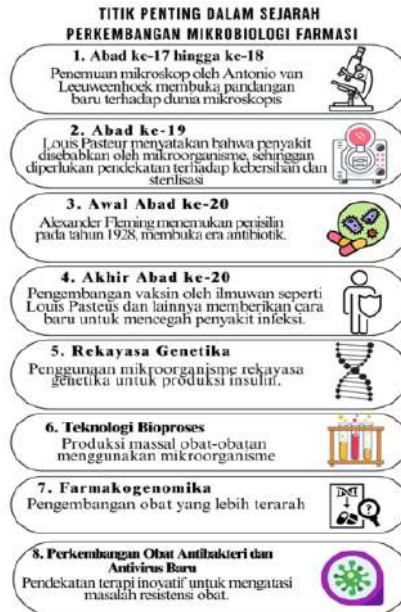 TITIK PENTING DALAM SEJARAH
PERKEMBANGAN MIKROBIOLOGI FARMASI
1. Abad ke-17 hingga ke-18
Penemuan mikroskop oleh Antonio van
Leeuweenhoek membuka pandangan
baru terhadap dunia mikroskopis
2. Abad ke-19
Louis Pasteur menyatakan bahwa penyakit
disebabkan oleh mikroorganisme, sehinggan
diperlukan pendekatan terhadap kebersihan dan
sterilisasi
3. Awal Abad ke-20
Alexander Fleming menemukan penisilin
pada tahun 1928, membuka era antibiotik.
4. Akhir Abad ke-20
Pengembangan vaksin oleh ilmuwan seperti
Louis Pasteus dan lainnya memberikan cara
baru untuk mencegah penyakit infeksi.
5. Rekayasa Genetika
Penggunaan mikroorganisme rekayasa
genetika untuk produksi insulin.
6. Teknologi Bioproses
Produksi massal obat-obatan
menggunakan mikroorganisme
7. Farmakogenomika
Pengembangan obat yang lebih terarah
8. Perkembangan Obat Antibakteri dan
Antivirus Baru
Pendekatan terapi inovatif untuk mengatasi
masalah resistensi obat.